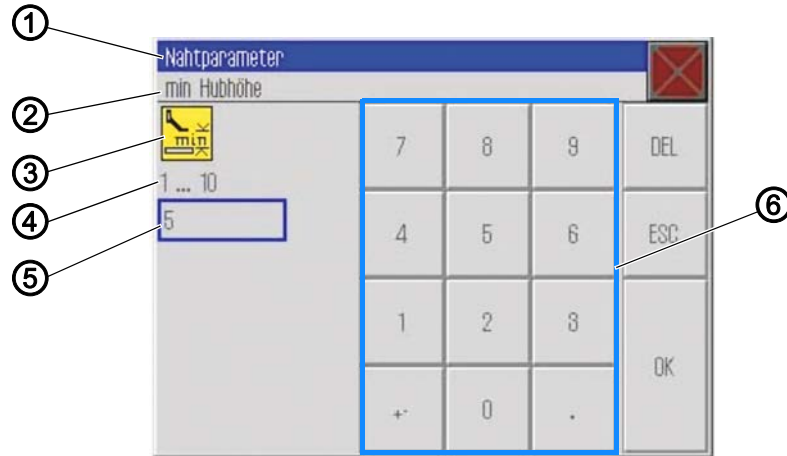 ① Nahtparameter
② min Hubhöhe
③ min
7 8 9 DEL
④ 1 ... 10
⑤ 5
4 5 6 ESC
⑥
1 2 3
OK
+- 0 .